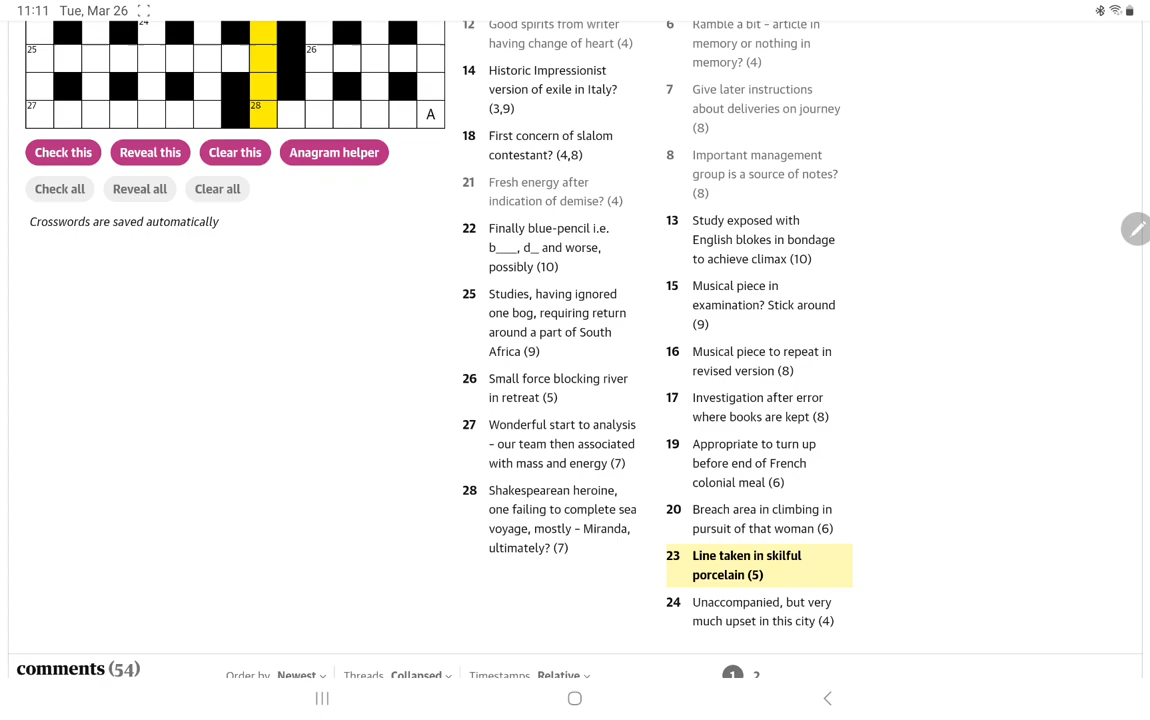 11:11 Tue, Mar 26
24
25
26
27
28
A
Check this
Reveal this
Clear this
Anagram helper
Check all
Reveal all
Clear all
Crosswords are saved automatically
12 Good spirits from writer
having change of heart (4)
14 Historic Impressionist
version of exile in Italy?
(3,9)
18 First concern of slalom
contestant? (4,8)
21 Fresh energy after
indication of demise? (4)
22 Finally blue-pencil i.e.
b___, d_ and worse,
possibly (10)
25 Studies, having ignored
one bog, requiring return
around a part of South
Africa (9)
26 Small force blocking river
in retreat (5)
27 Wonderful start to analysis
– our team then associated
with mass and energy (7)
28 Shakespearean heroine,
one failing to complete sea
voyage, mostly – Miranda,
ultimately? (7)
6 Ramble a bit – article in
memory or nothing in
memory? (4)
7 Give later instructions
about deliveries on journey
(8)
8 Important management
group is a source of notes?
(8)
13 Study exposed with
English blokes in bondage
to achieve climax (10)
15 Musical piece in
examination? Stick around
(9)
16 Musical piece to repeat in
revised version (8)
17 Investigation after error
where books are kept (8)
19 Appropriate to turn up
before end of French
colonial meal (6)
20 Breach area in climbing in
pursuit of that woman (6)
23 Line taken in skilful
porcelain (5)
24 Unaccompanied, but very
much upset in this city (4)
comments (54)
Order by Newest
Threads Collapsed
Timestamps Relative
1 2